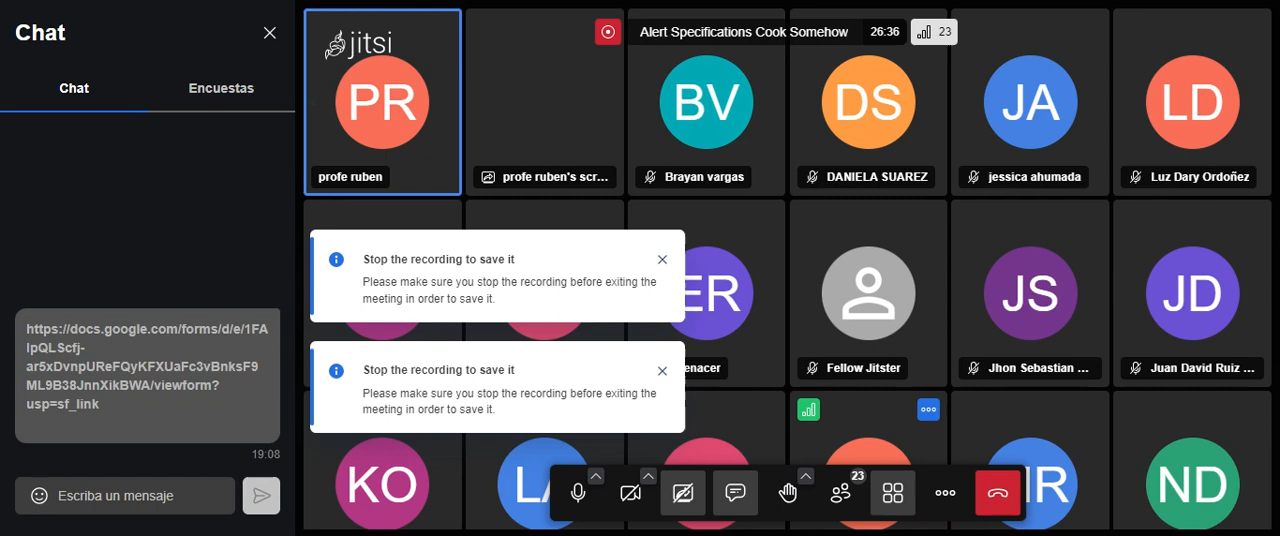 Chat
Chat
Encuestas
https://docs.google.com/forms/d/e/1FA
IpQLScfj-
ar5xDvnpUReFQyKFXUaFc3vBnksF9
ML9B38JnnXikBWA/viewform?
usp=sf_link
19:08
Escriba un mensaje
jitsi
Alert Specifications Cook Somehow
26:36
23
PR
BV
DS
JA
LD
profe ruben
profe ruben's scr...
Brayan vargas
DANIELA SUAREZ
jessica ahumada
Luz Dary Ordoñez
Stop the recording to save it
Please make sure you stop the recording before exiting the
meeting in order to save it.
ER
JS
JD
enacer
Fellow Jitster
Jhon Sebastian ...
Juan David Ruiz ...
Stop the recording to save it
Please make sure you stop the recording before exiting the
meeting in order to save it.
KO
ND
23